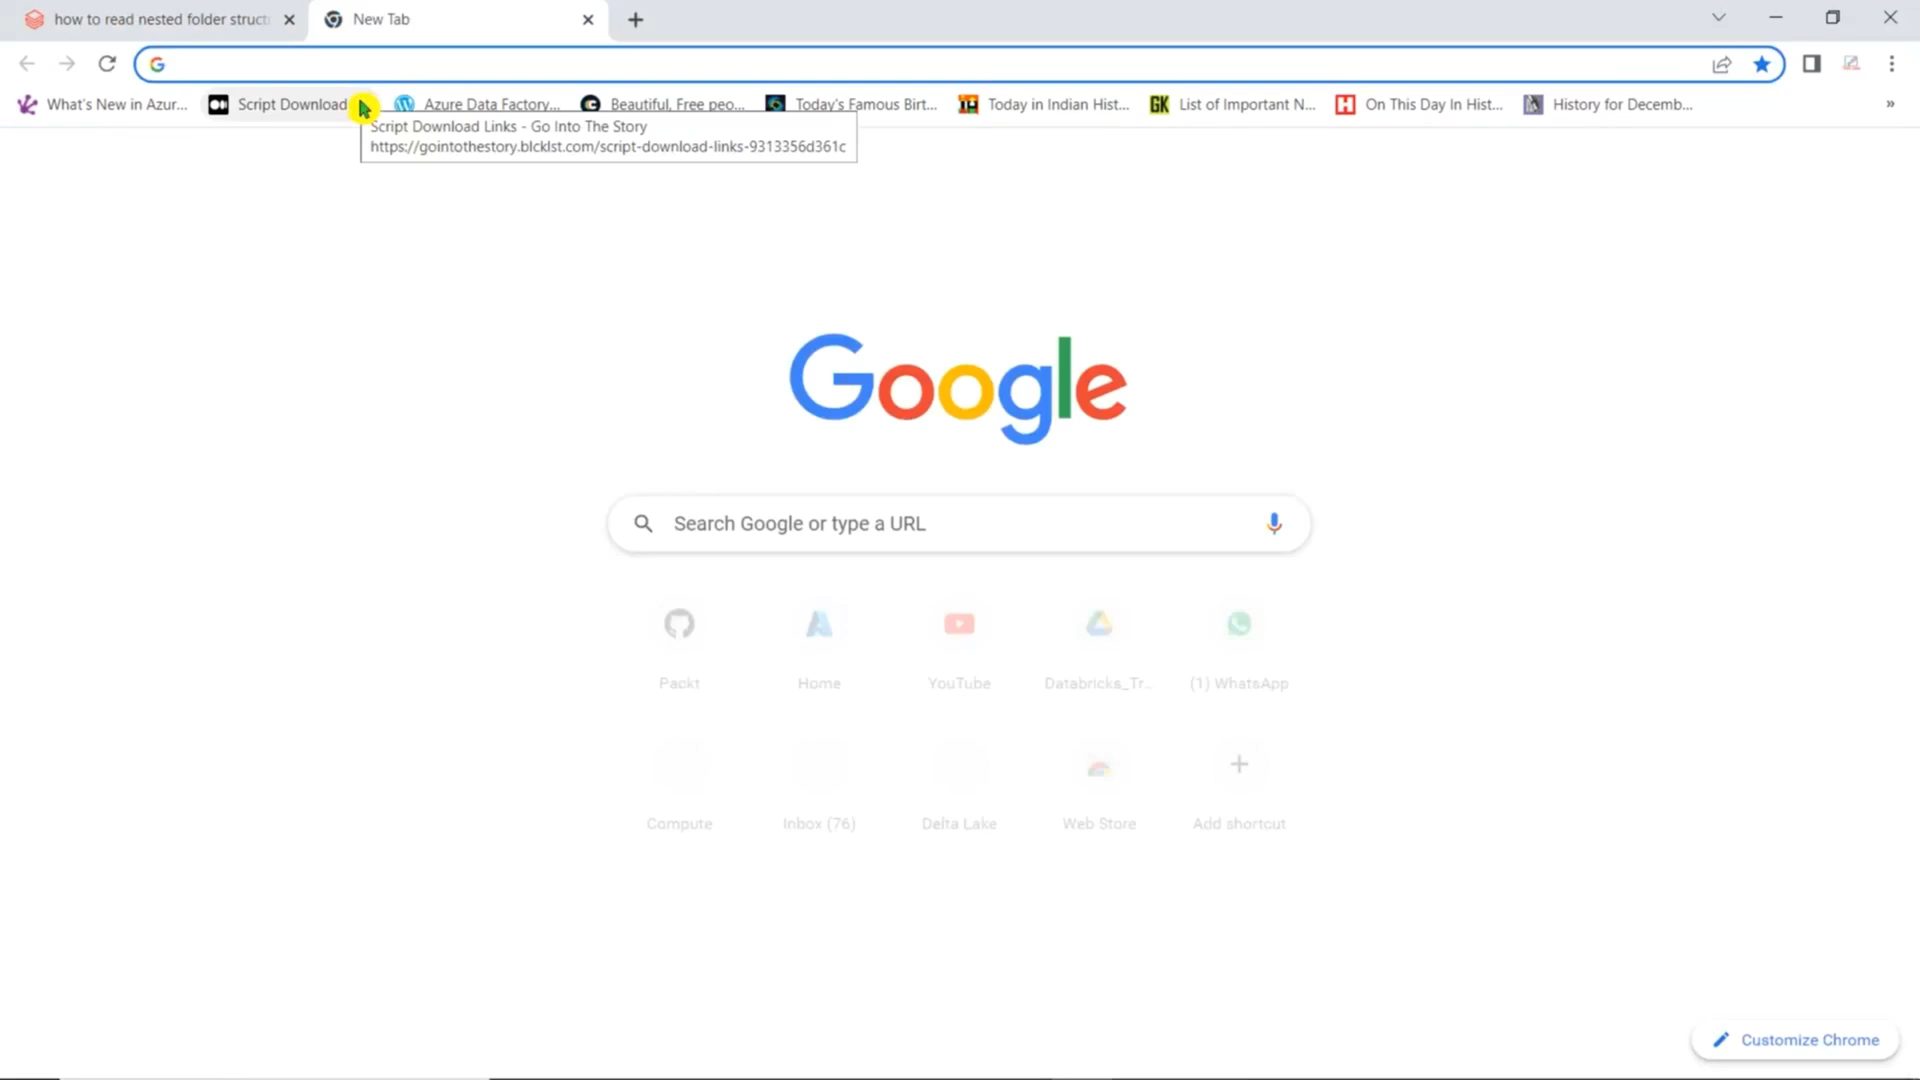 how to read nested folder struct
New Tab
What's New in Azur...
Script Download
Azure Data Factory...
Beautiful, Free peo...
Today's Famous Birt...
Today in Indian Hist...
GK
List of Important N...
H
On This Day In Hist...
History for Decemb...
»
Script Download Links - Go Into The Story
https://gointothestory.blcklst.com/script-download-links-9313356d361c
Google
Search Google or type a URL
Packt
Home
YouTube
Databricks_Tr...
(1) WhatsApp
Compute
Inbox (76)
Delta Lake
Web Store
Add shortcut
Customize Chrome